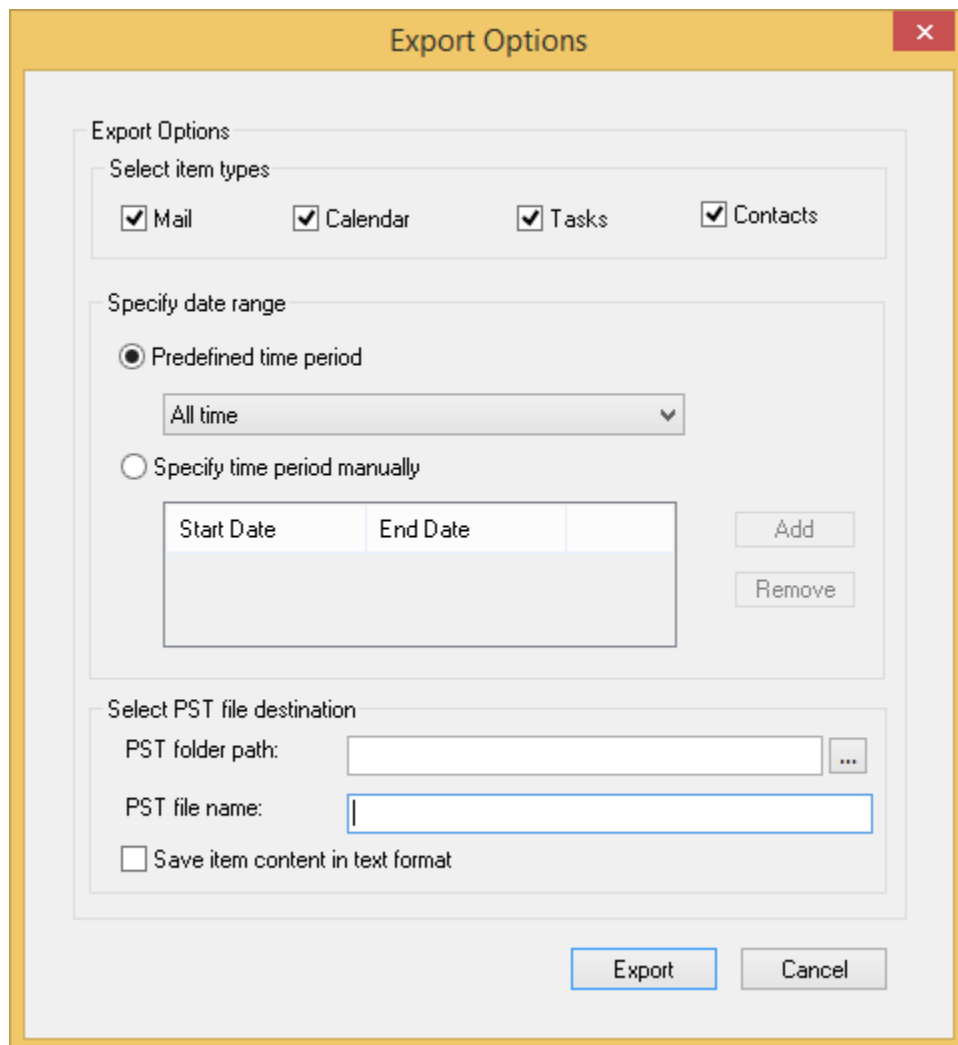 Export Options
Export Options
Select item types
Mail Calendar Tasks Contacts
Specify date range
Predefined time period
All time
Specify time period manually
Start Date End Date
Add
Remove
Select PST file destination
PST folder path:
...
PST file name:
Save item content in text format
Export Cancel